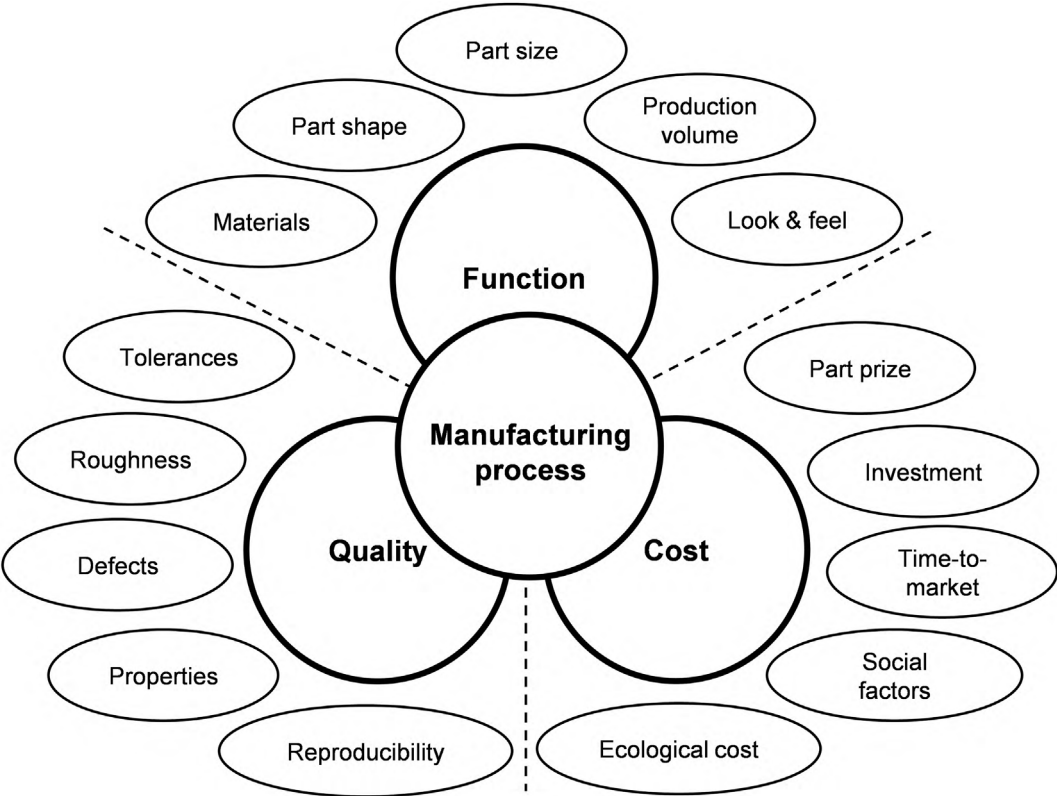 Part size
Part shape
Production
volume
Materials
Look & feel
Function
Tolerances
Part prize
Manufacturing
process
Roughness
Investment
Quality
Cost
Defects
Time-to-
market
Properties
Social
factors
Reproducibility
Ecological cost